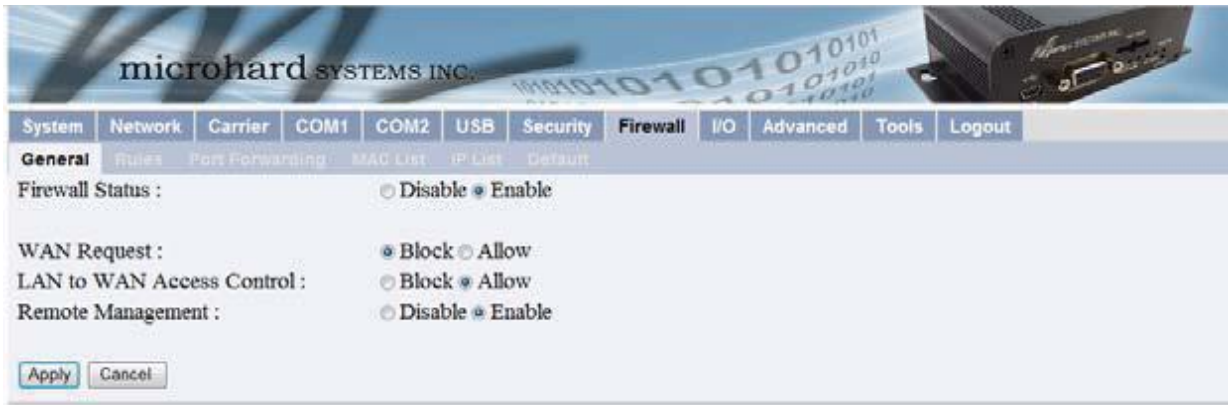 microhard SYSTEMS INC.
System Network Carrier COM1 COM2 USB Security Firewall I/O Advanced Tools Logout
General Rules Port Forwarding MAC List IP List Default
Firewall Status : Disable Enable
WAN Request : Block Allow
LAN to WAN Access Control : Block Allow
Remote Management : Disable Enable
Apply Cancel